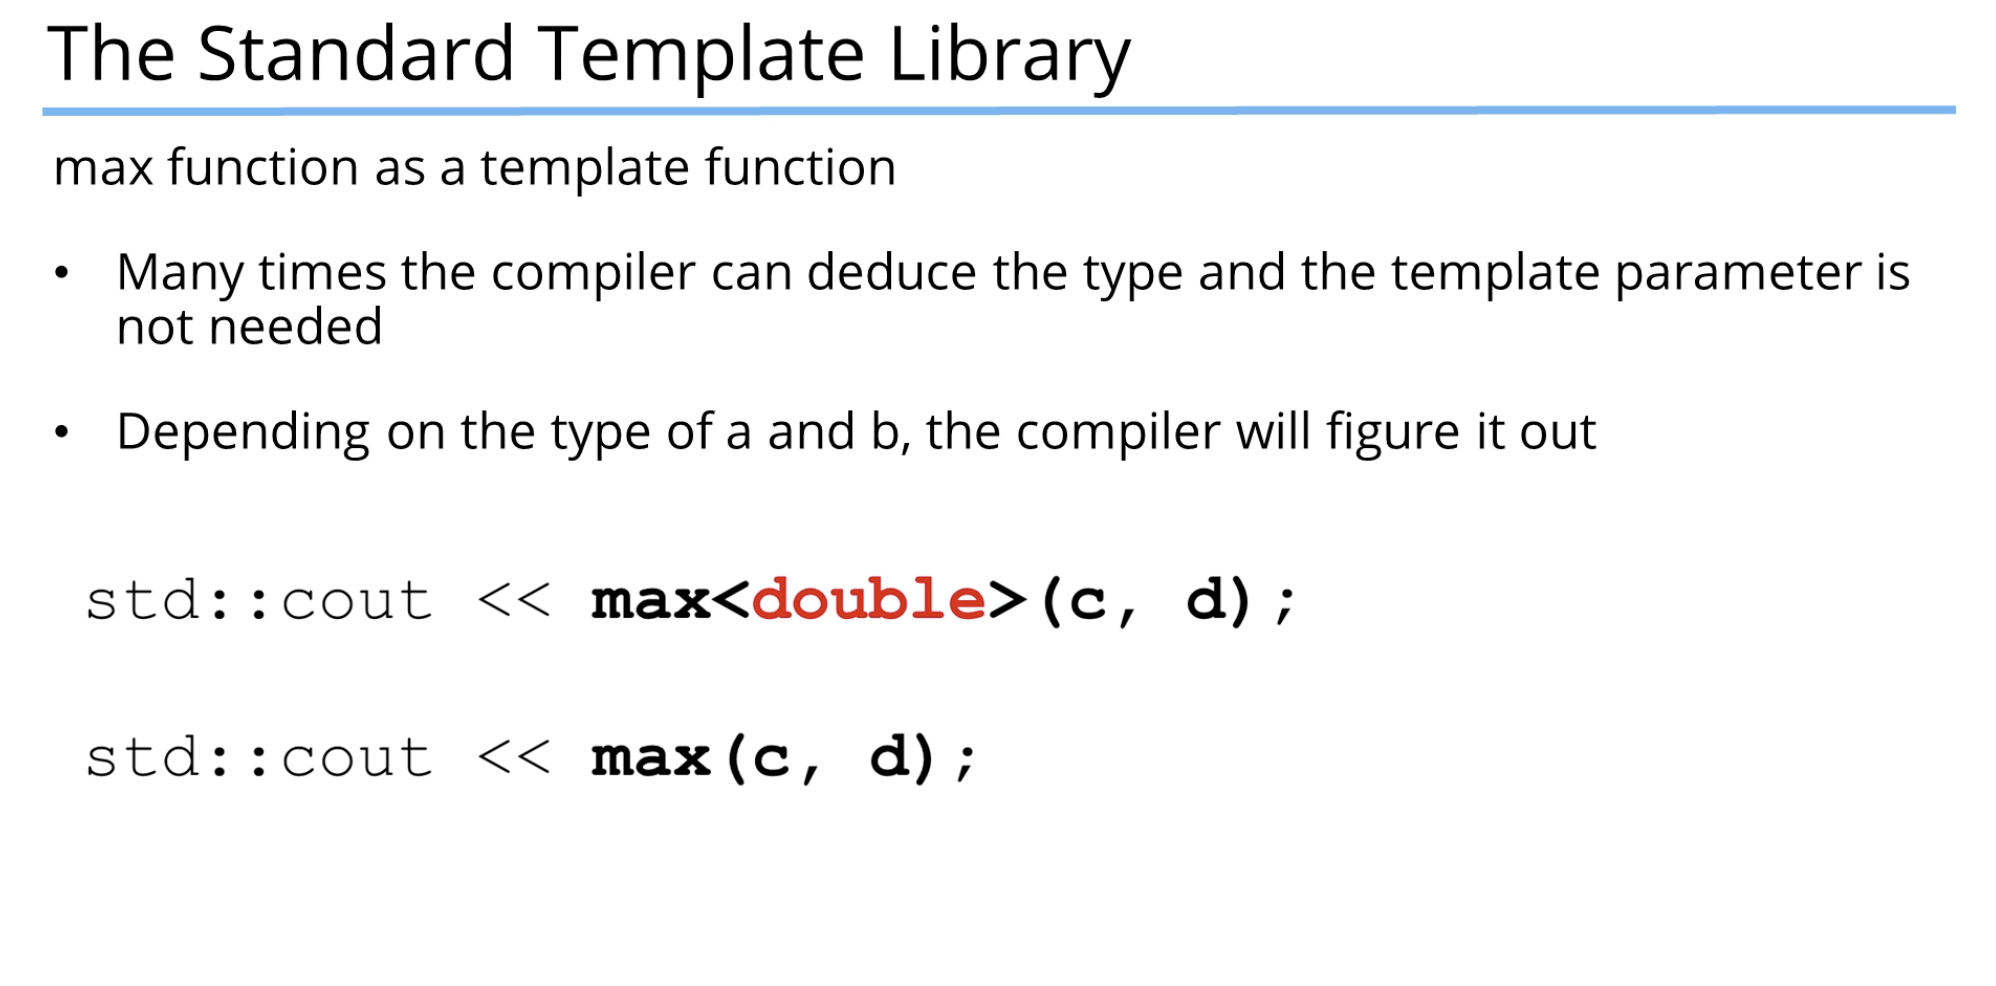 The Standard Template Library
max function as a template function
• Many times the compiler can deduce the type and the template parameter is
not needed
• Depending on the type of a and b, the compiler will figure it out
std::cout << max<double>(c, d);
std::cout << max(c, d);